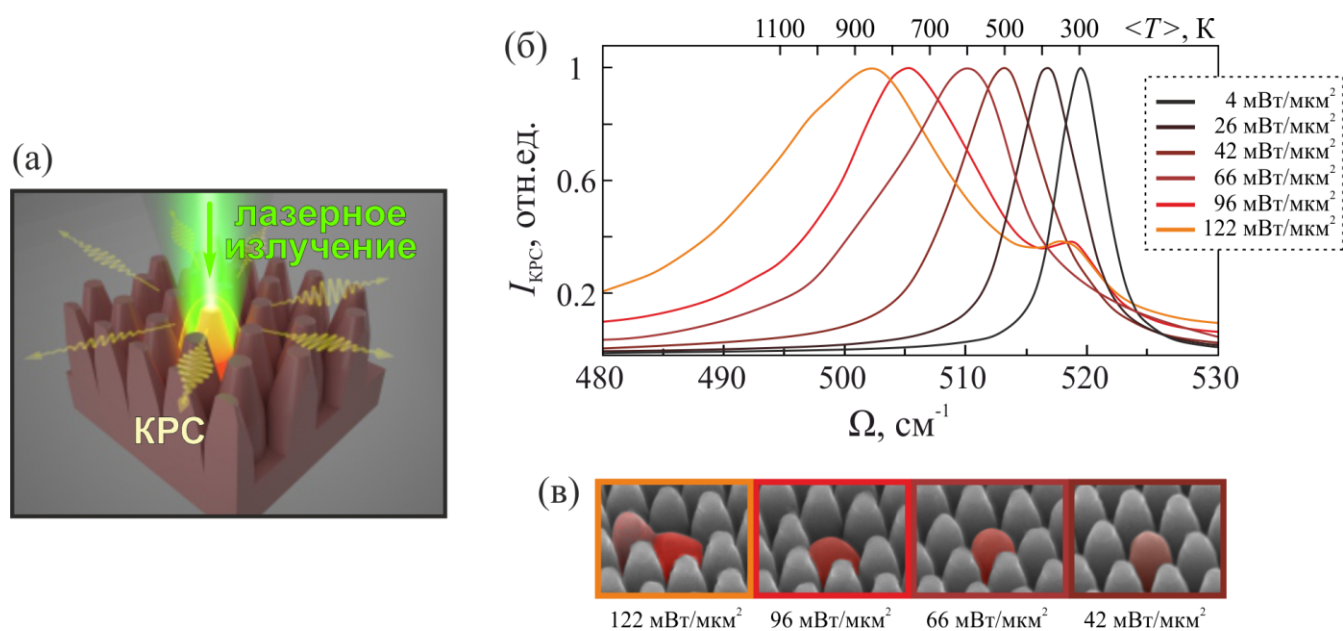 (а)
лазерное
излучение
КРС
(б)
1100 900 700 500 300 <T>, К
1
0.6
0.2
I КРС, отн.ед.
480 490 500 510 520 530
Ω, см⁻¹
4 мВт/мкм²
26 мВт/мкм²
42 мВт/мкм²
66 мВт/мкм²
96 мВт/мкм²
122 мВт/мкм²
(в)
122 мВт/мкм² 96 мВт/мкм² 66 мВт/мкм² 42 мВт/мкм²